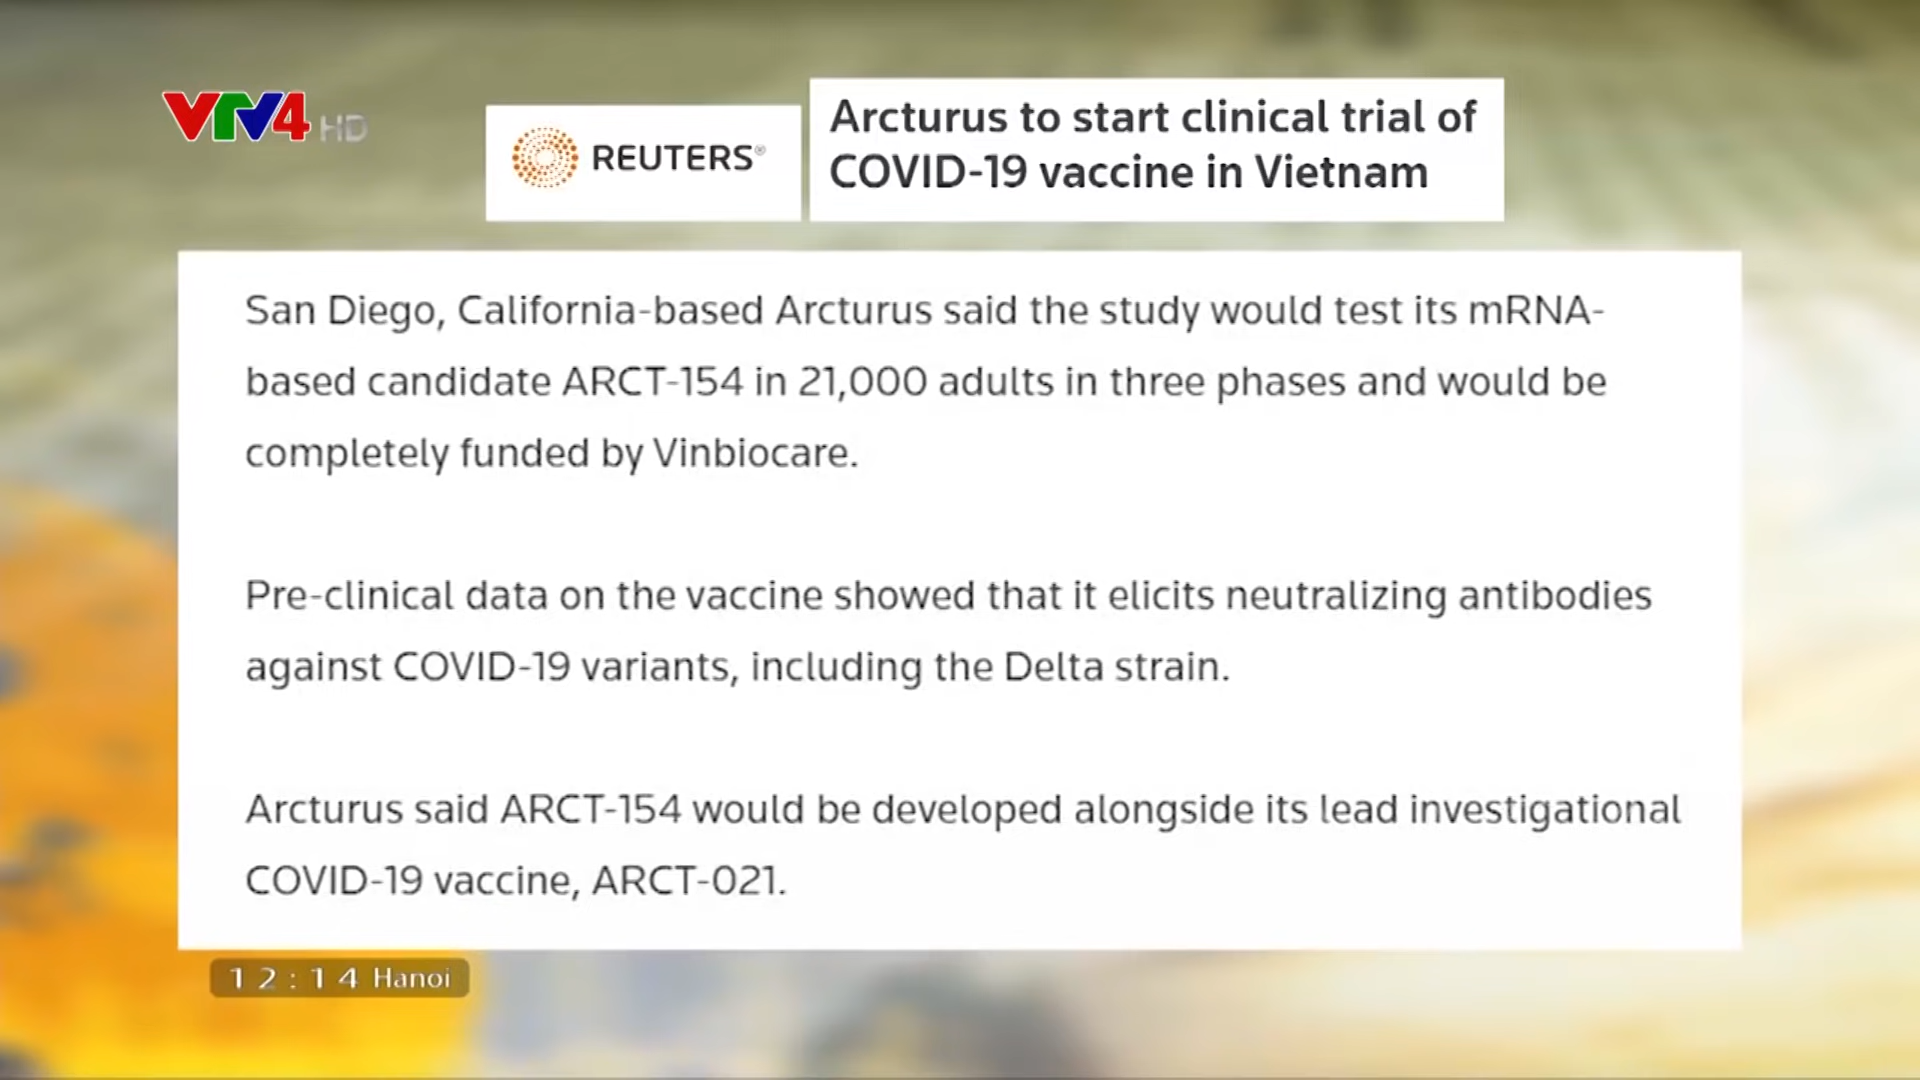 VTV4 HD
REUTERS®
Arcturus to start clinical trial of
COVID-19 vaccine in Vietnam
San Diego, California-based Arcturus said the study would test its mRNA-
based candidate ARCT-154 in 21,000 adults in three phases and would be
completely funded by Vinbiocare.
Pre-clinical data on the vaccine showed that it elicits neutralizing antibodies
against COVID-19 variants, including the Delta strain.
Arcturus said ARCT-154 would be developed alongside its lead investigational
COVID-19 vaccine, ARCT-021.
12:14 Hanoi